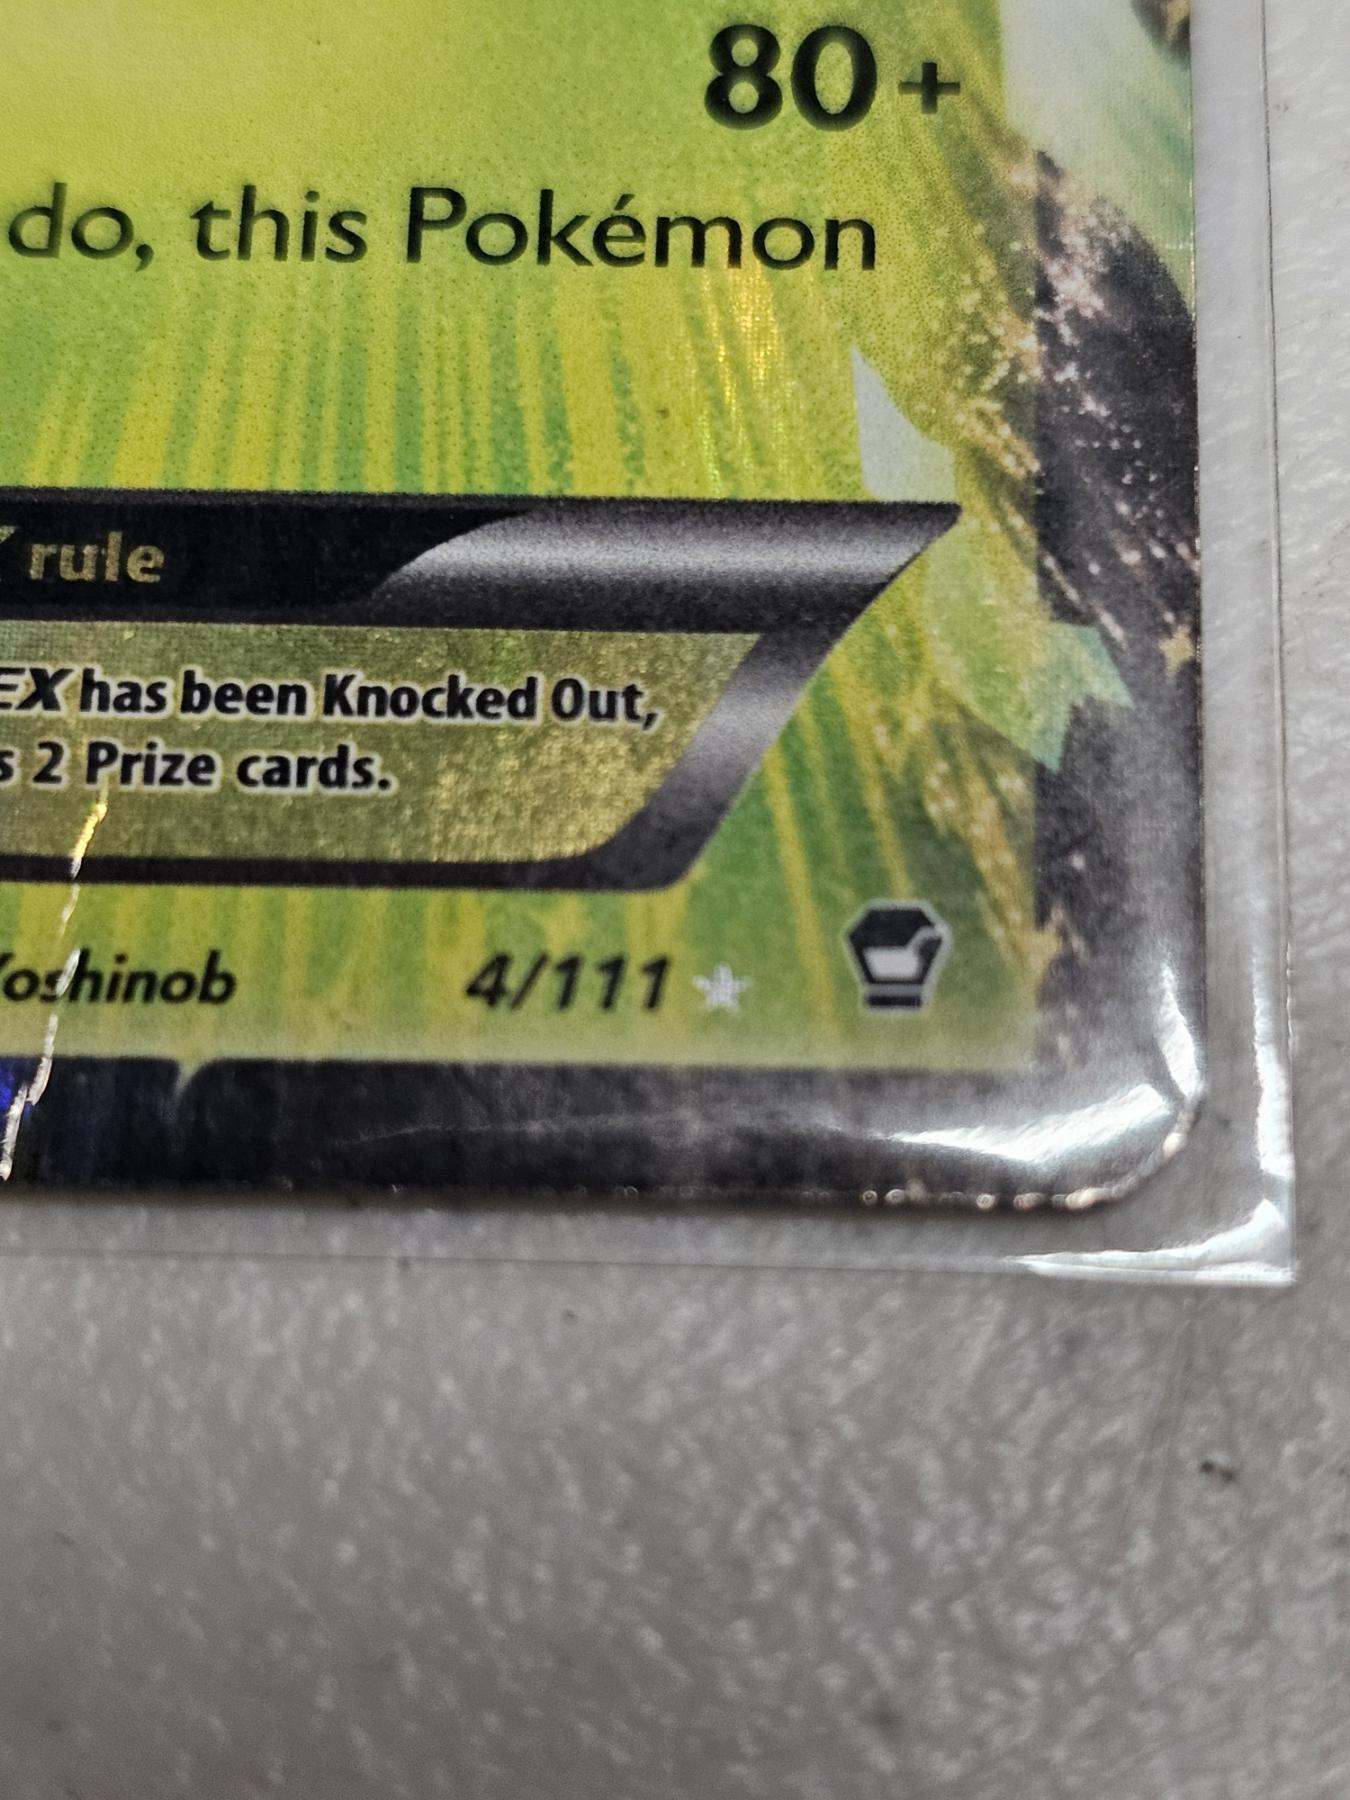 80+
do, this Pokémon
rule
EX has been Knocked Out,
s 2 Prize cards.
Yoshinob
4/111